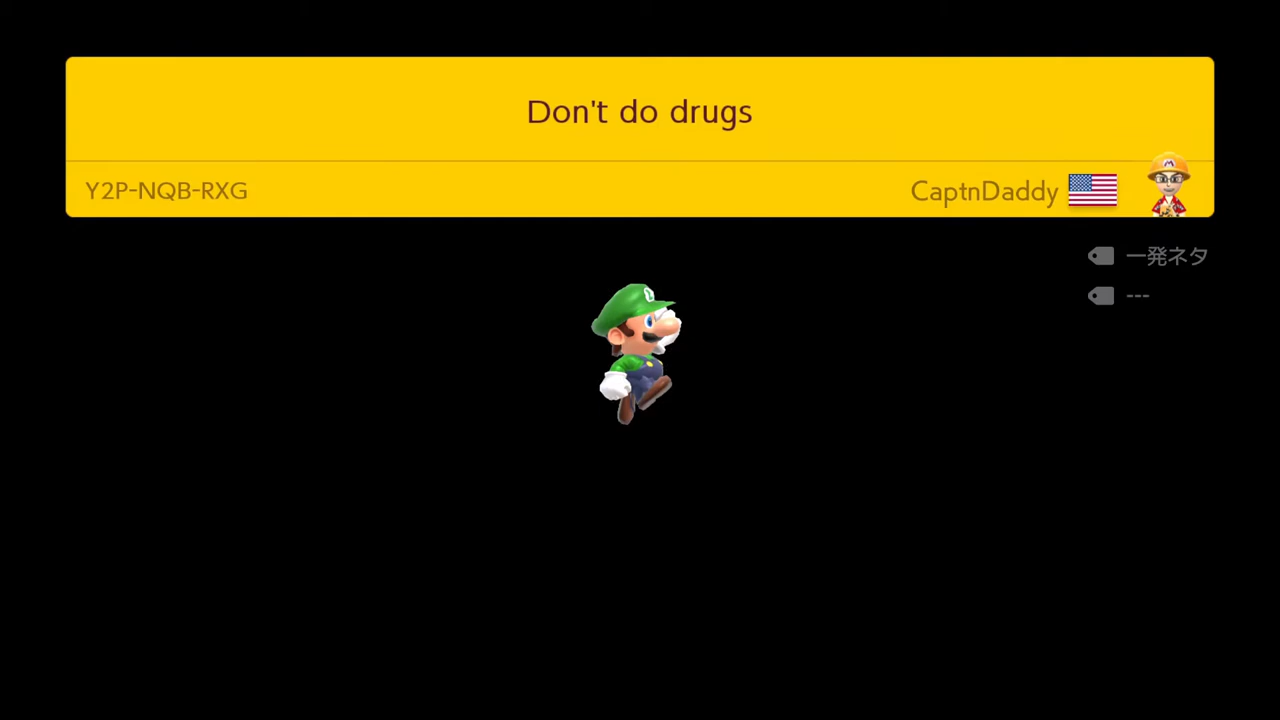 Don't do drugs
Y2P-NQB-RXG
CaptnDaddy
一発ネタ
---